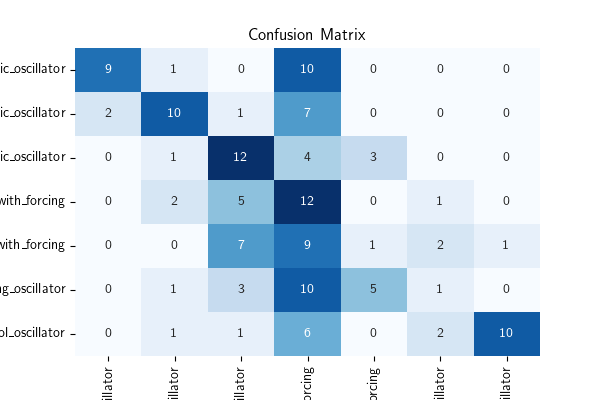 Confusion Matrix
ic_oscillator 9 1 0 10 0 0 0
ic_oscillator 2 10 1 7 0 0 0
ic_oscillator 0 1 12 4 3 0 0
with_forcing 0 2 5 12 0 1 0
with_forcing 0 0 7 9 1 2 1
ng_oscillator 0 1 3 10 5 1 0
ol_oscillator 0 1 1 6 0 2 10
illator
illator
illator
orcing
orcing
illator
illator